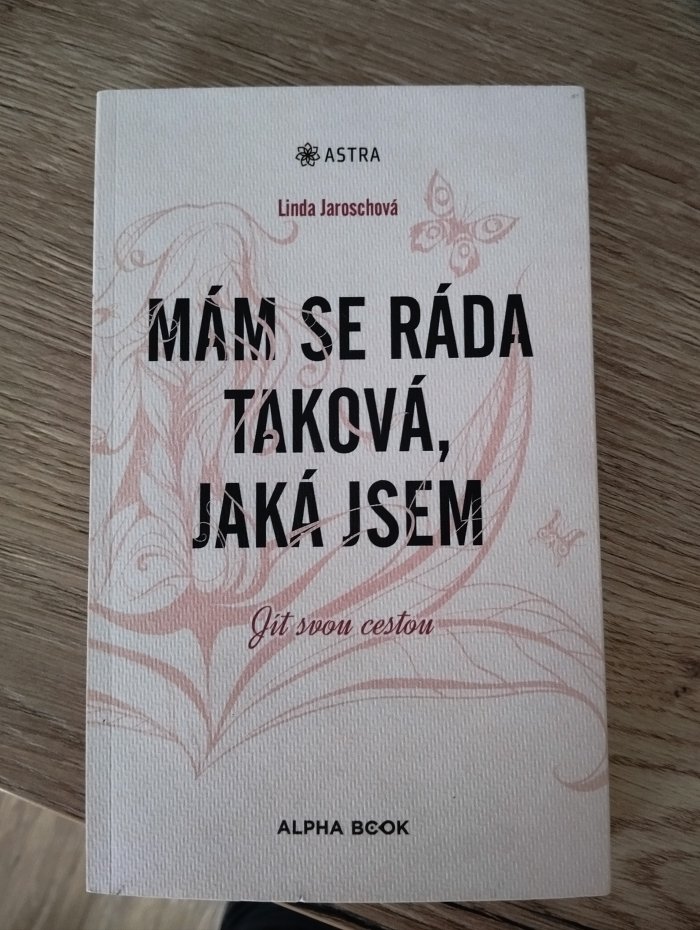 ASTRA
Linda Jaroschová
MÁM SE RÁDA
TAKOVÁ,
JAKÁ JSEM
Jít svou cestou
ALPHA BOOK